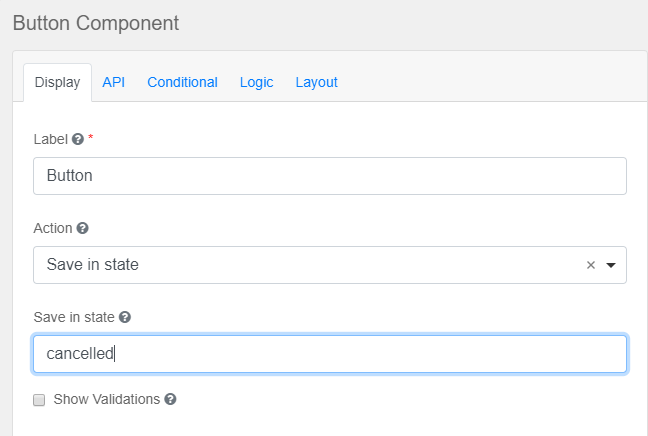 Button Component
Display API Conditional Logic Layout
Label *
Button
Action
Save in state
Save in state
cancelled
Show Validations